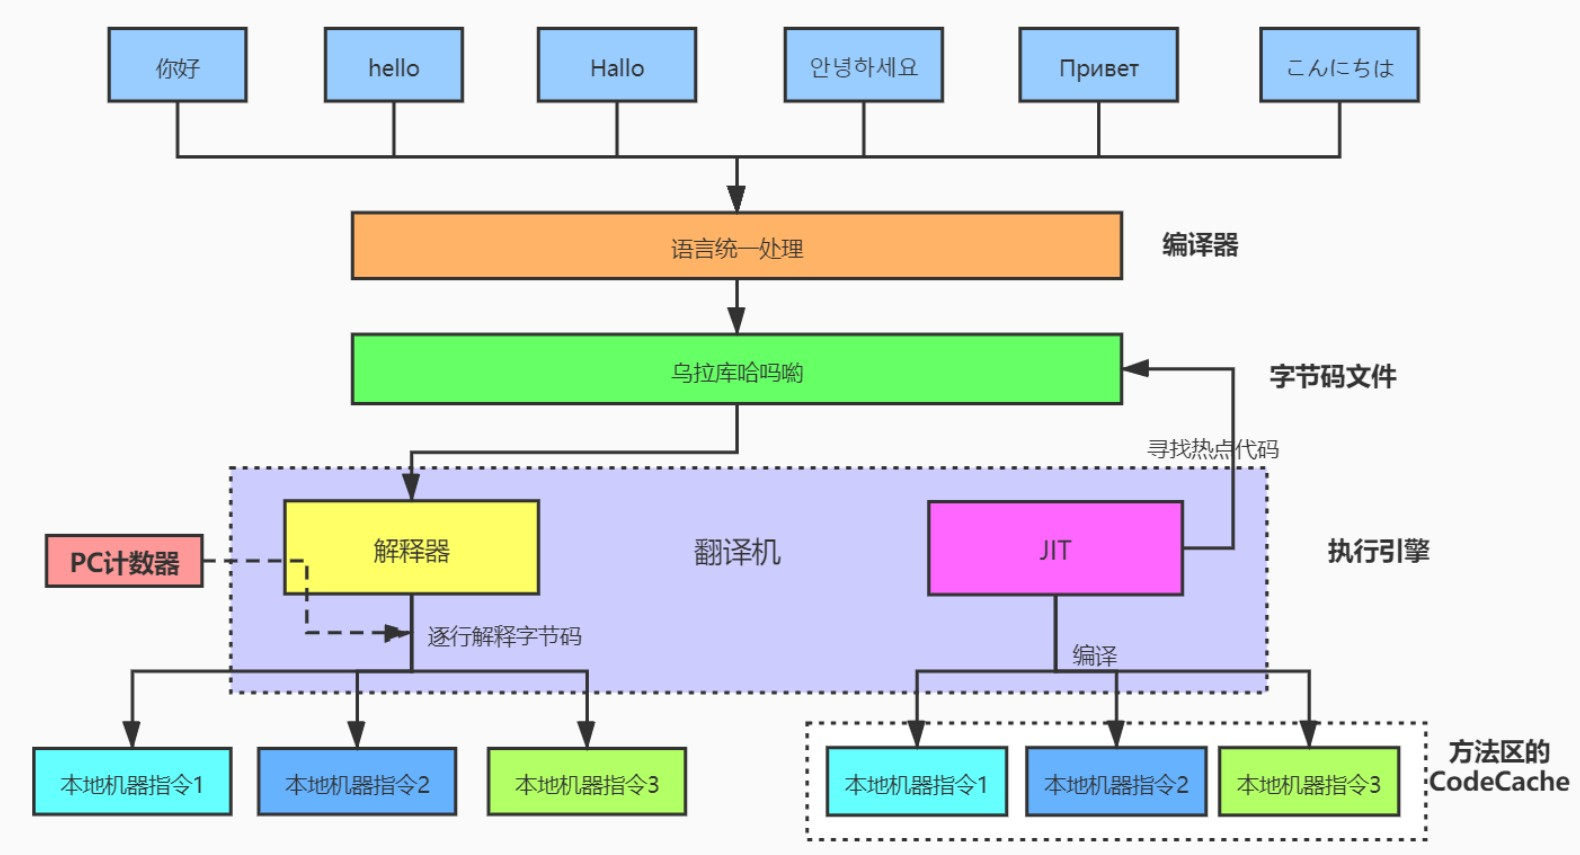 你好
hello
Hallo
안녕하세요
Привет
こんにちは
语言统一处理
编译器
乌拉库哈吗哟
字节码文件
寻找热点代码
PC计数器
解释器
翻译机
JIT
执行引擎
逐行解释字节码
编译
本地机器指令1
本地机器指令2
本地机器指令3
本地机器指令1
本地机器指令2
本地机器指令3
方法区的
CodeCache